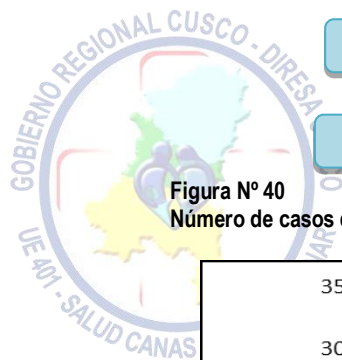 GOBIERNO REGIONAL CUSCO - DIRESA
UE 401 - SALUD CANAS
Figura Nº 40
Número de casos
35
30